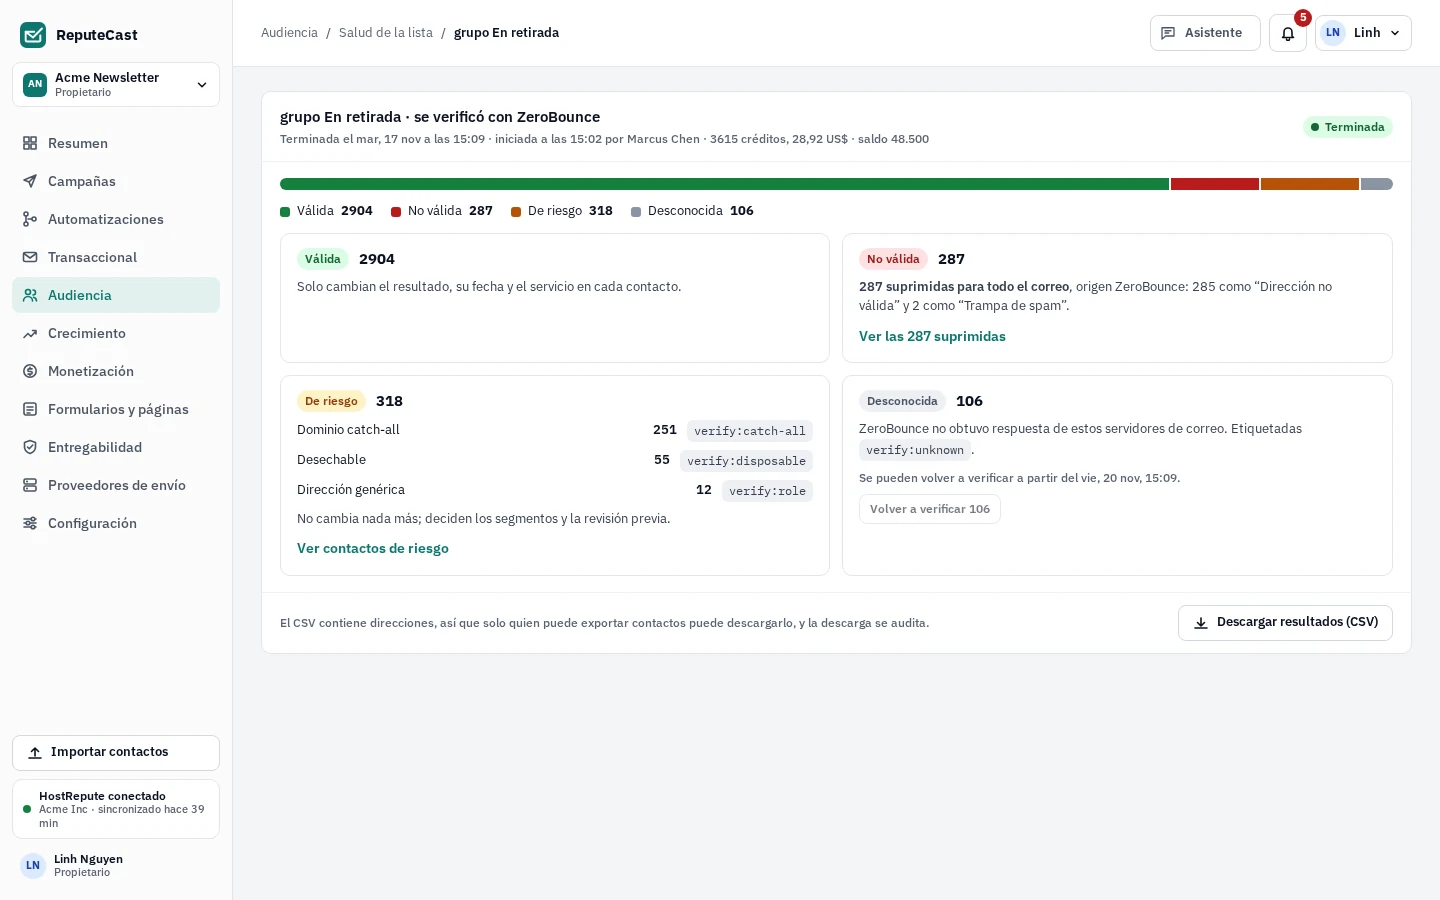 ReputeCast
AN
Acme Newsletter
Propietario
Resumen
Campañas
Automatizaciones
Transaccional
Audiencia
Crecimiento
Monetización
Formularios y páginas
Entregabilidad
Proveedores de envío
Configuración
Importar contactos
HostRepute conectado
Acme Inc · sincronizado hace 39
min
LN
Linh Nguyen
Propietario
Audiencia / Salud de la lista / grupo En retirada
Asistente
5
LN
Linh
grupo En retirada · se verificó con ZeroBounce
Terminada el mar, 17 nov a las 15:09 · iniciada a las 15:02 por Marcus Chen · 3615 créditos, 28,92 US$ · saldo 48.500
Terminada
Válida 2904
No válida 287
De riesgo 318
Desconocida 106
Válida 2904
Solo cambian el resultado, su fecha y el servicio en cada contacto.
No válida 287
287 suprimidas para todo el correo, origen ZeroBounce: 285 como “Dirección no
válida” y 2 como “Trampa de spam”.
Ver las 287 suprimidas
De riesgo 318
Dominio catch-all 251 verify:catch-all
Desechable 55 verify:disposable
Dirección genérica 12 verify:role
No cambia nada más; deciden los segmentos y la revisión previa.
Ver contactos de riesgo
Desconocida 106
ZeroBounce no obtuvo respuesta de estos servidores de correo. Etiquetadas
verify:unknown.
Se pueden volver a verificar a partir del vie, 20 nov, 15:09.
Volver a verificar 106
El CSV contiene direcciones, así que solo quien puede exportar contactos puede descargarlo, y la descarga se audita.
Descargar resultados (CSV)